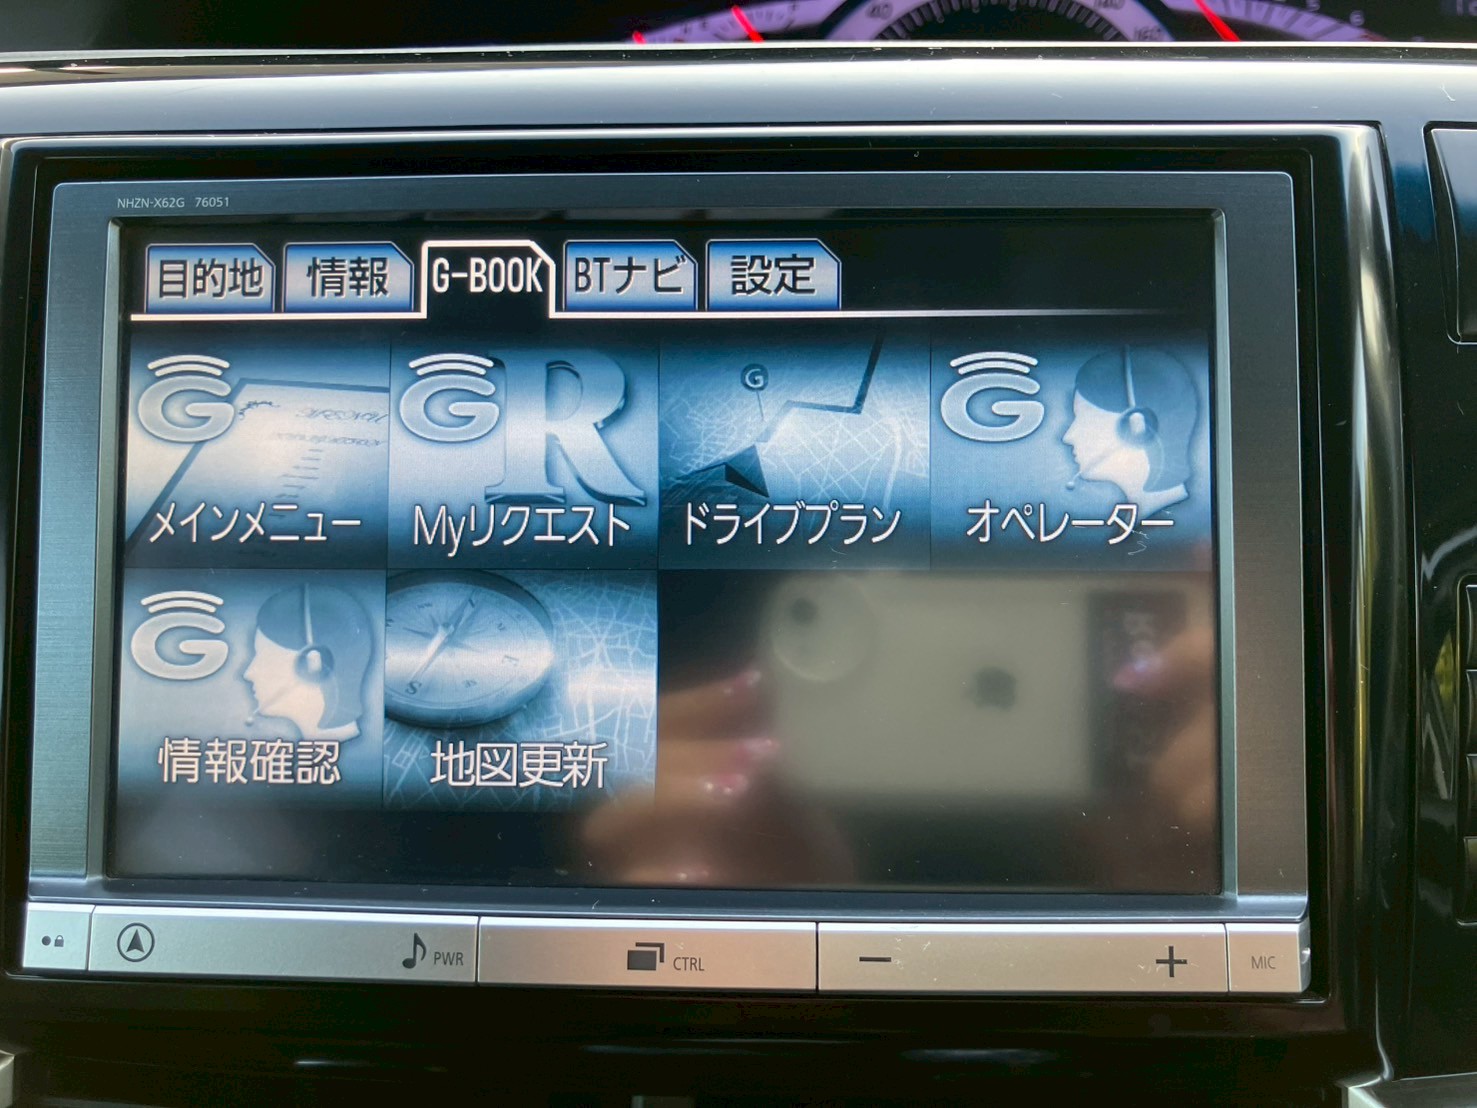 NHZN-X62G 76051
目的地 情報 G-BOOK BTナビ 設定
メインメニュー Myリクエスト ドライブプラン オペレーター
情報確認 地図更新
PWR CTRL − + MIC